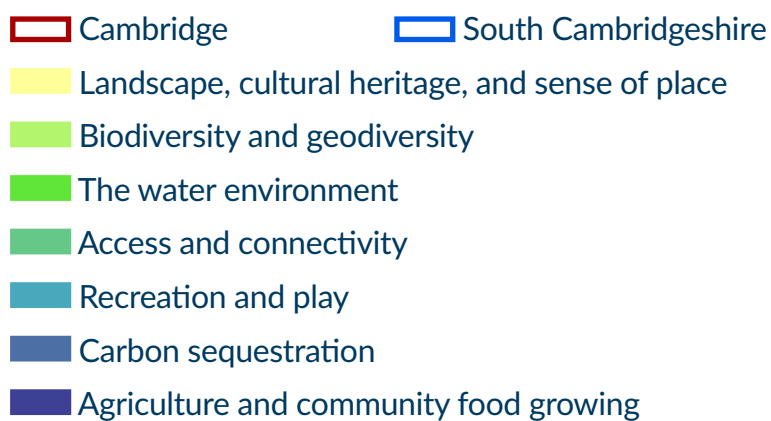 Cambridge South Cambridgeshire
Landscape, cultural heritage, and sense of place
Biodiversity and geodiversity
The water environment
Access and connectivity
Recreation and play
Carbon sequestration
Agriculture and community food growing